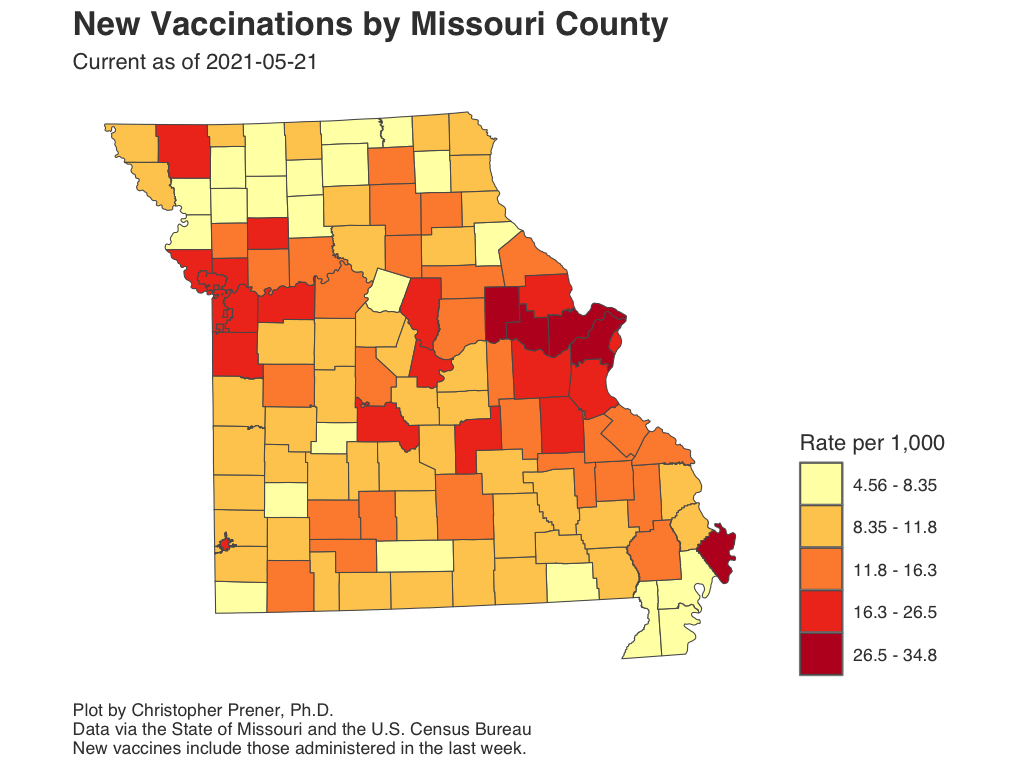 New Vaccinations by Missouri County
Current as of 2021-05-21
Rate per 1,000
4.56 - 8.35
8.35 - 11.8
11.8 - 16.3
16.3 - 26.5
26.5 - 34.8
Plot by Christopher Prener, Ph.D.
Data via the State of Missouri and the U.S. Census Bureau
New vaccines include those administered in the last week.